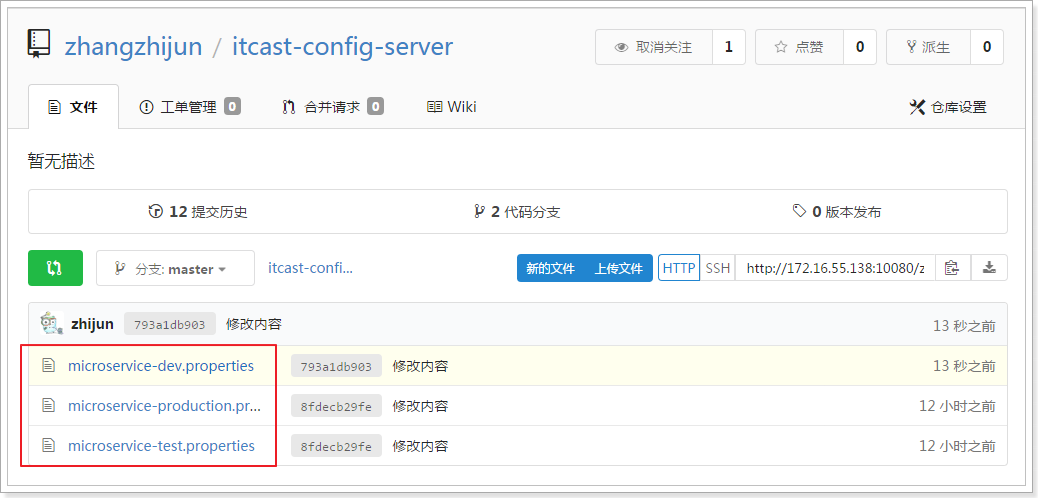 zhangzhijun / itcast-config-server 取消关注 1 点赞 0 派生 0
文件 工单管理 0 合并请求 0 Wiki 仓库设置
暂无描述
12 提交历史 2 代码分支 0 版本发布
分支: master itcast-confi... 新的文件 上传文件 HTTP SSH http://172.16.55.138:10080/z
zhijun 793a1db903 修改内容 13 秒之前
microservice-dev.properties 793a1db903 修改内容 13 秒之前
microservice-production.pr... 8fdecb29fe 修改内容 12 小时之前
microservice-test.properties 8fdecb29fe 修改内容 12 小时之前